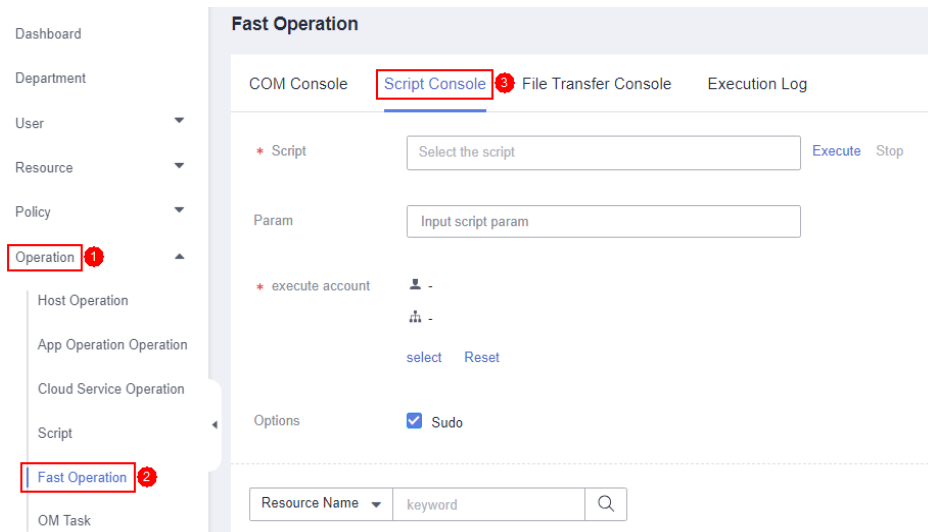 Dashboard
Department
User
Resource
Policy
Operation 1
Host Operation
App Operation Operation
Cloud Service Operation
Script
Fast Operation 2
OM Task
Fast Operation
COM Console Script Console 3 File Transfer Console Execution Log
* Script Select the script Execute Stop
Param Input script param
* execute account -
-
select Reset
Options Sudo
Resource Name keyword